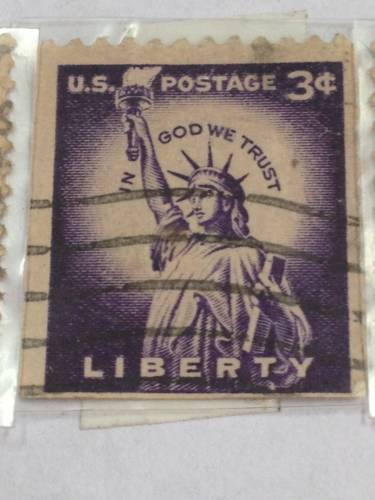 U.S. POSTAGE 3¢
IN GOD WE TRUST
LIBERTY